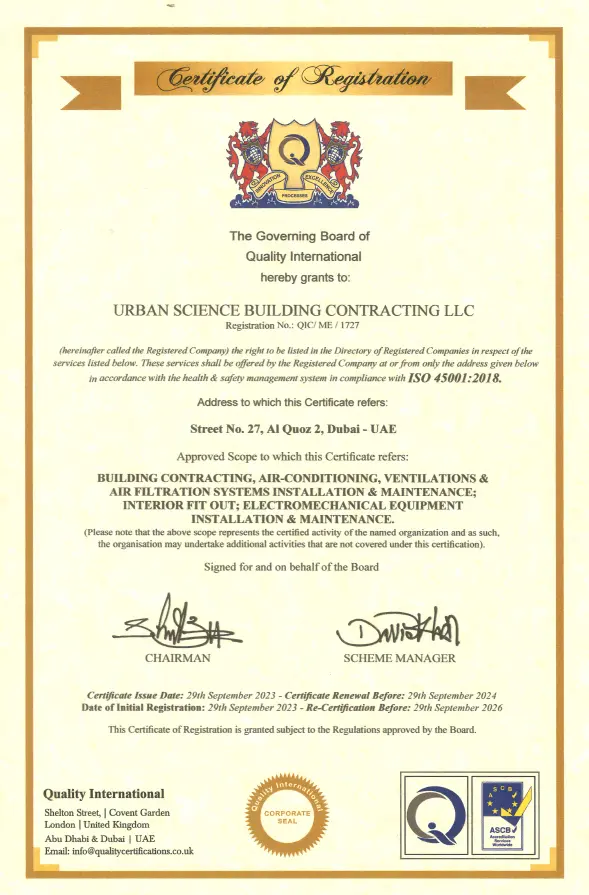 Certificate of Registration
Q
INNOVATION
EXCELLENCE
PROCESSES
The Governing Board of
Quality International
hereby grants to:
URBAN SCIENCE BUILDING CONTRACTING LLC
Registration No.: QIC/ ME / 1727
(hereinafter called the Registered Company) the right to be listed in the Directory of Registered Companies in respect of the
services listed below. These services shall be offered by the Registered Company at or from only the address given below
in accordance with the health & safety management system in compliance with ISO 45001:2018.
Address to which this Certificate refers:
Street No. 27, Al Quoz 2, Dubai - UAE
Approved Scope to which this Certificate refers:
BUILDING CONTRACTING, AIR-CONDITIONING, VENTILATIONS &
AIR FILTRATION SYSTEMS INSTALLATION & MAINTENANCE;
INTERIOR FIT OUT; ELECTROMECHANICAL EQUIPMENT
INSTALLATION & MAINTENANCE.
(Please note that the above scope represents the certified activity of the named organization and as such,
the organisation may undertake additional activities that are not covered under this certification).
Signed for and on behalf of the Board
CHAIRMAN
SCHEME MANAGER
Certificate Issue Date: 29th September 2023 - Certificate Renewal Before: 29th September 2024
Date of Initial Registration: 29th September 2023 - Re-Certification Before: 29th September 2026
This Certificate of Registration is granted subject to the Regulations approved by the Board.
Quality International
Shelton Street, | Covent Garden
London | United Kingdom
Abu Dhabi & Dubai | UAE
Email: info@qualitycertifications.co.uk
Quality International
CORPORATE
SEAL
Q
ASCB
ASCB
Accreditation
Services
Worldwide